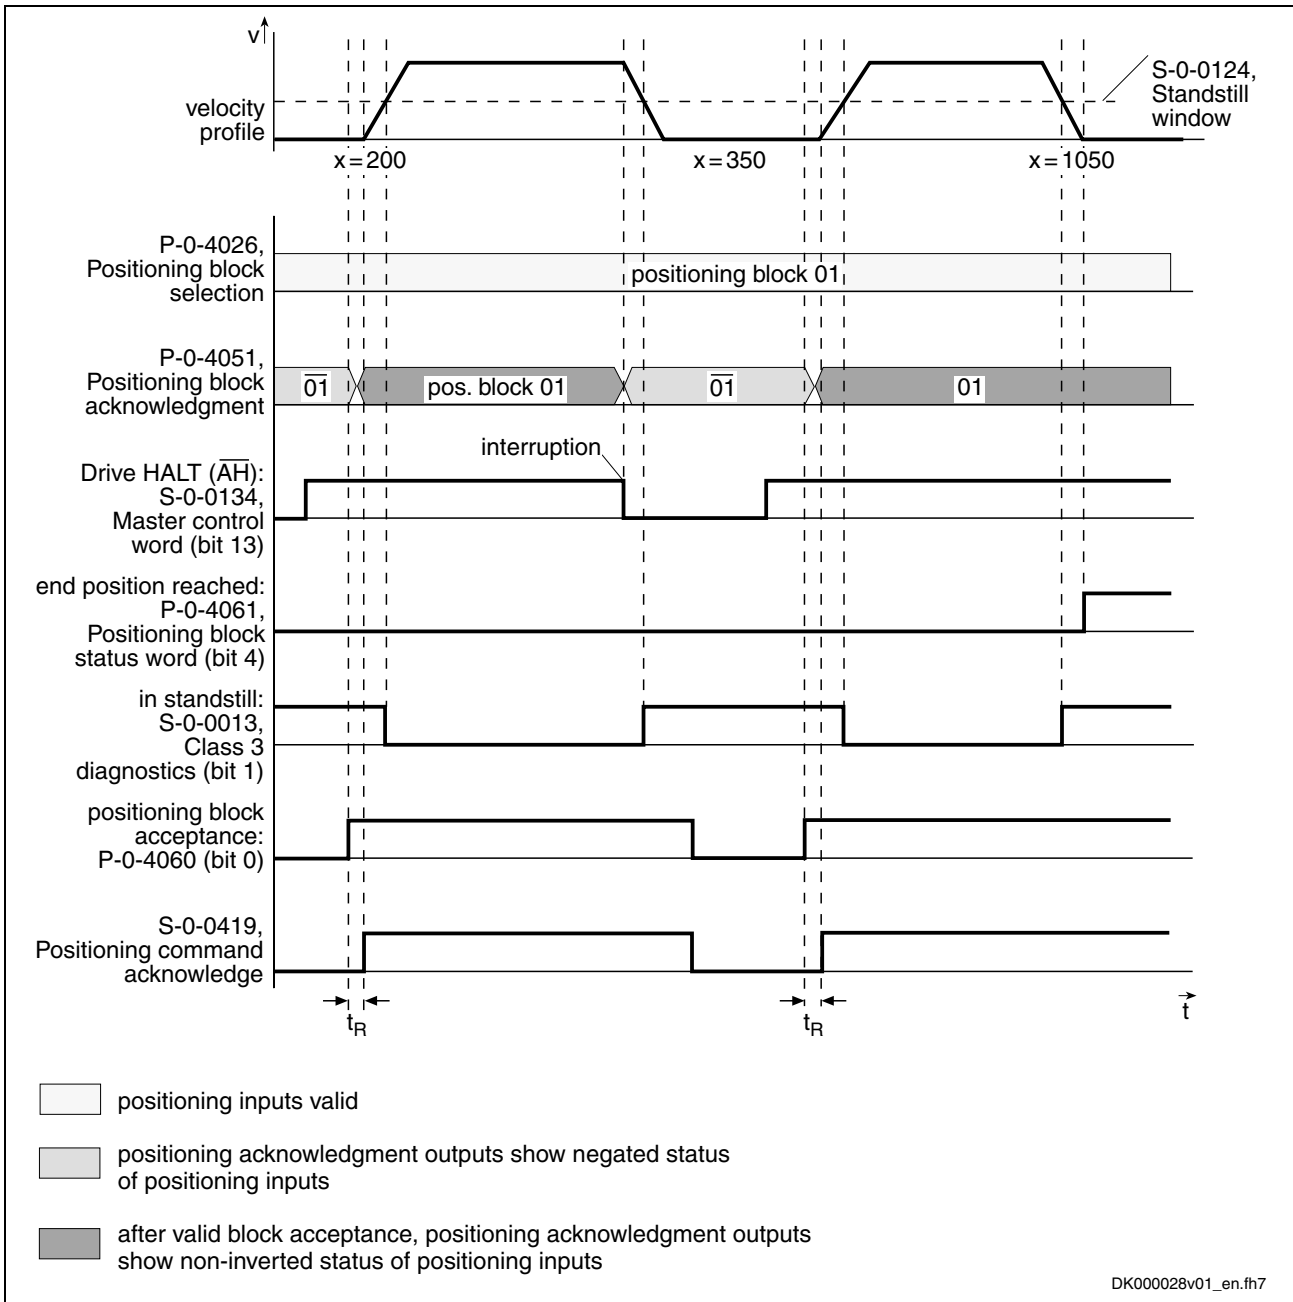 v
S-0-0124,
Standstill
window
velocity
profile
x=200
x=350
x=1050
P-0-4026,
Positioning block
selection
positioning block 01
P-0-4051,
Positioning block
acknowledgment
0̅1̅
pos. block 01
0̅1̅
01
interruption
Drive HALT (A̅H̅):
S-0-0134,
Master control
word (bit 13)
end position reached:
P-0-4061,
Positioning block
status word (bit 4)
in standstill:
S-0-0013,
Class 3
diagnostics (bit 1)
positioning block
acceptance:
P-0-4060 (bit 0)
S-0-0419,
Positioning command
acknowledge
tR
tR
t
positioning inputs valid
positioning acknowledgment outputs show negated status
of positioning inputs
after valid block acceptance, positioning acknowledgment outputs
show non-inverted status of positioning inputs
DK000028v01_en.fh7